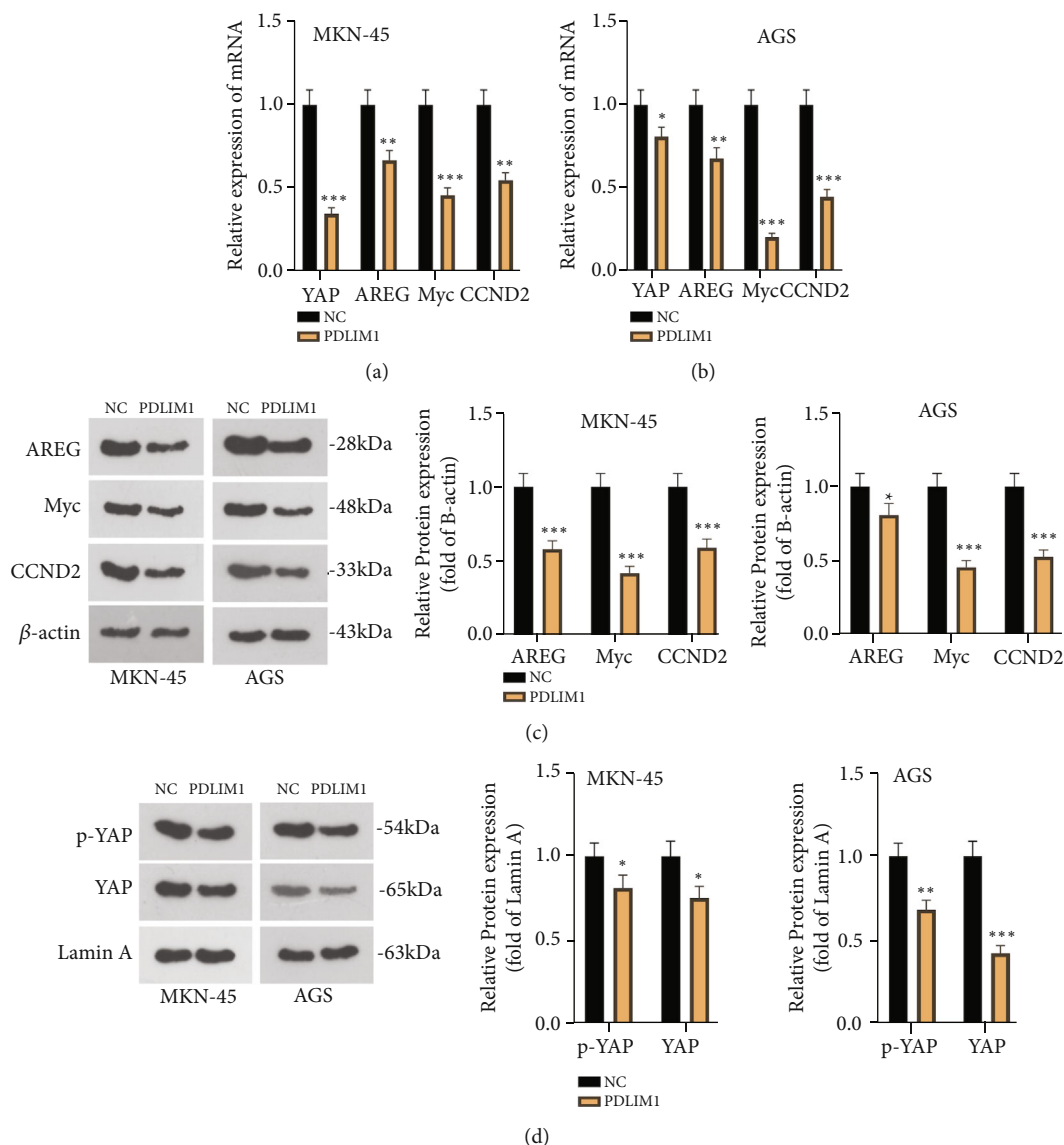 1.5
1.0
0.5
0.0
Relative expression of mRNA
MKN-45
***
**
***
**
YAP AREG Myc CCND2
NC
PDLIM1
(a)
1.5
1.0
0.5
0.0
Relative expression of mRNA
AGS
*
**
***
***
YAP AREG MycCCND2
NC
PDLIM1
(b)
NC PDLIM1 NC PDLIM1
AREG -28kDa
Myc -48kDa
CCND2 -33kDa
β-actin -43kDa
MKN-45 AGS
1.5
1.0
0.5
0.0
Relative Protein expression
(fold of B-actin)
MKN-45
***
***
***
AREG Myc CCND2
NC
PDLIM1
1.5
1.0
0.5
0.0
Relative Protein expression
(fold of B-actin)
AGS
*
***
***
AREG Myc CCND2
(c)
NC PDLIM1 NC PDLIM1
p-YAP -54kDa
YAP -65kDa
Lamin A -63kDa
MKN-45 AGS
1.5
1.0
0.5
0.0
Relative Protein expression
(fold of Lamin A)
MKN-45
*
*
p-YAP YAP
NC
PDLIM1
1.5
1.0
0.5
0.0
Relative Protein expression
(fold of Lamin A)
AGS
**
***
p-YAP YAP
(d)